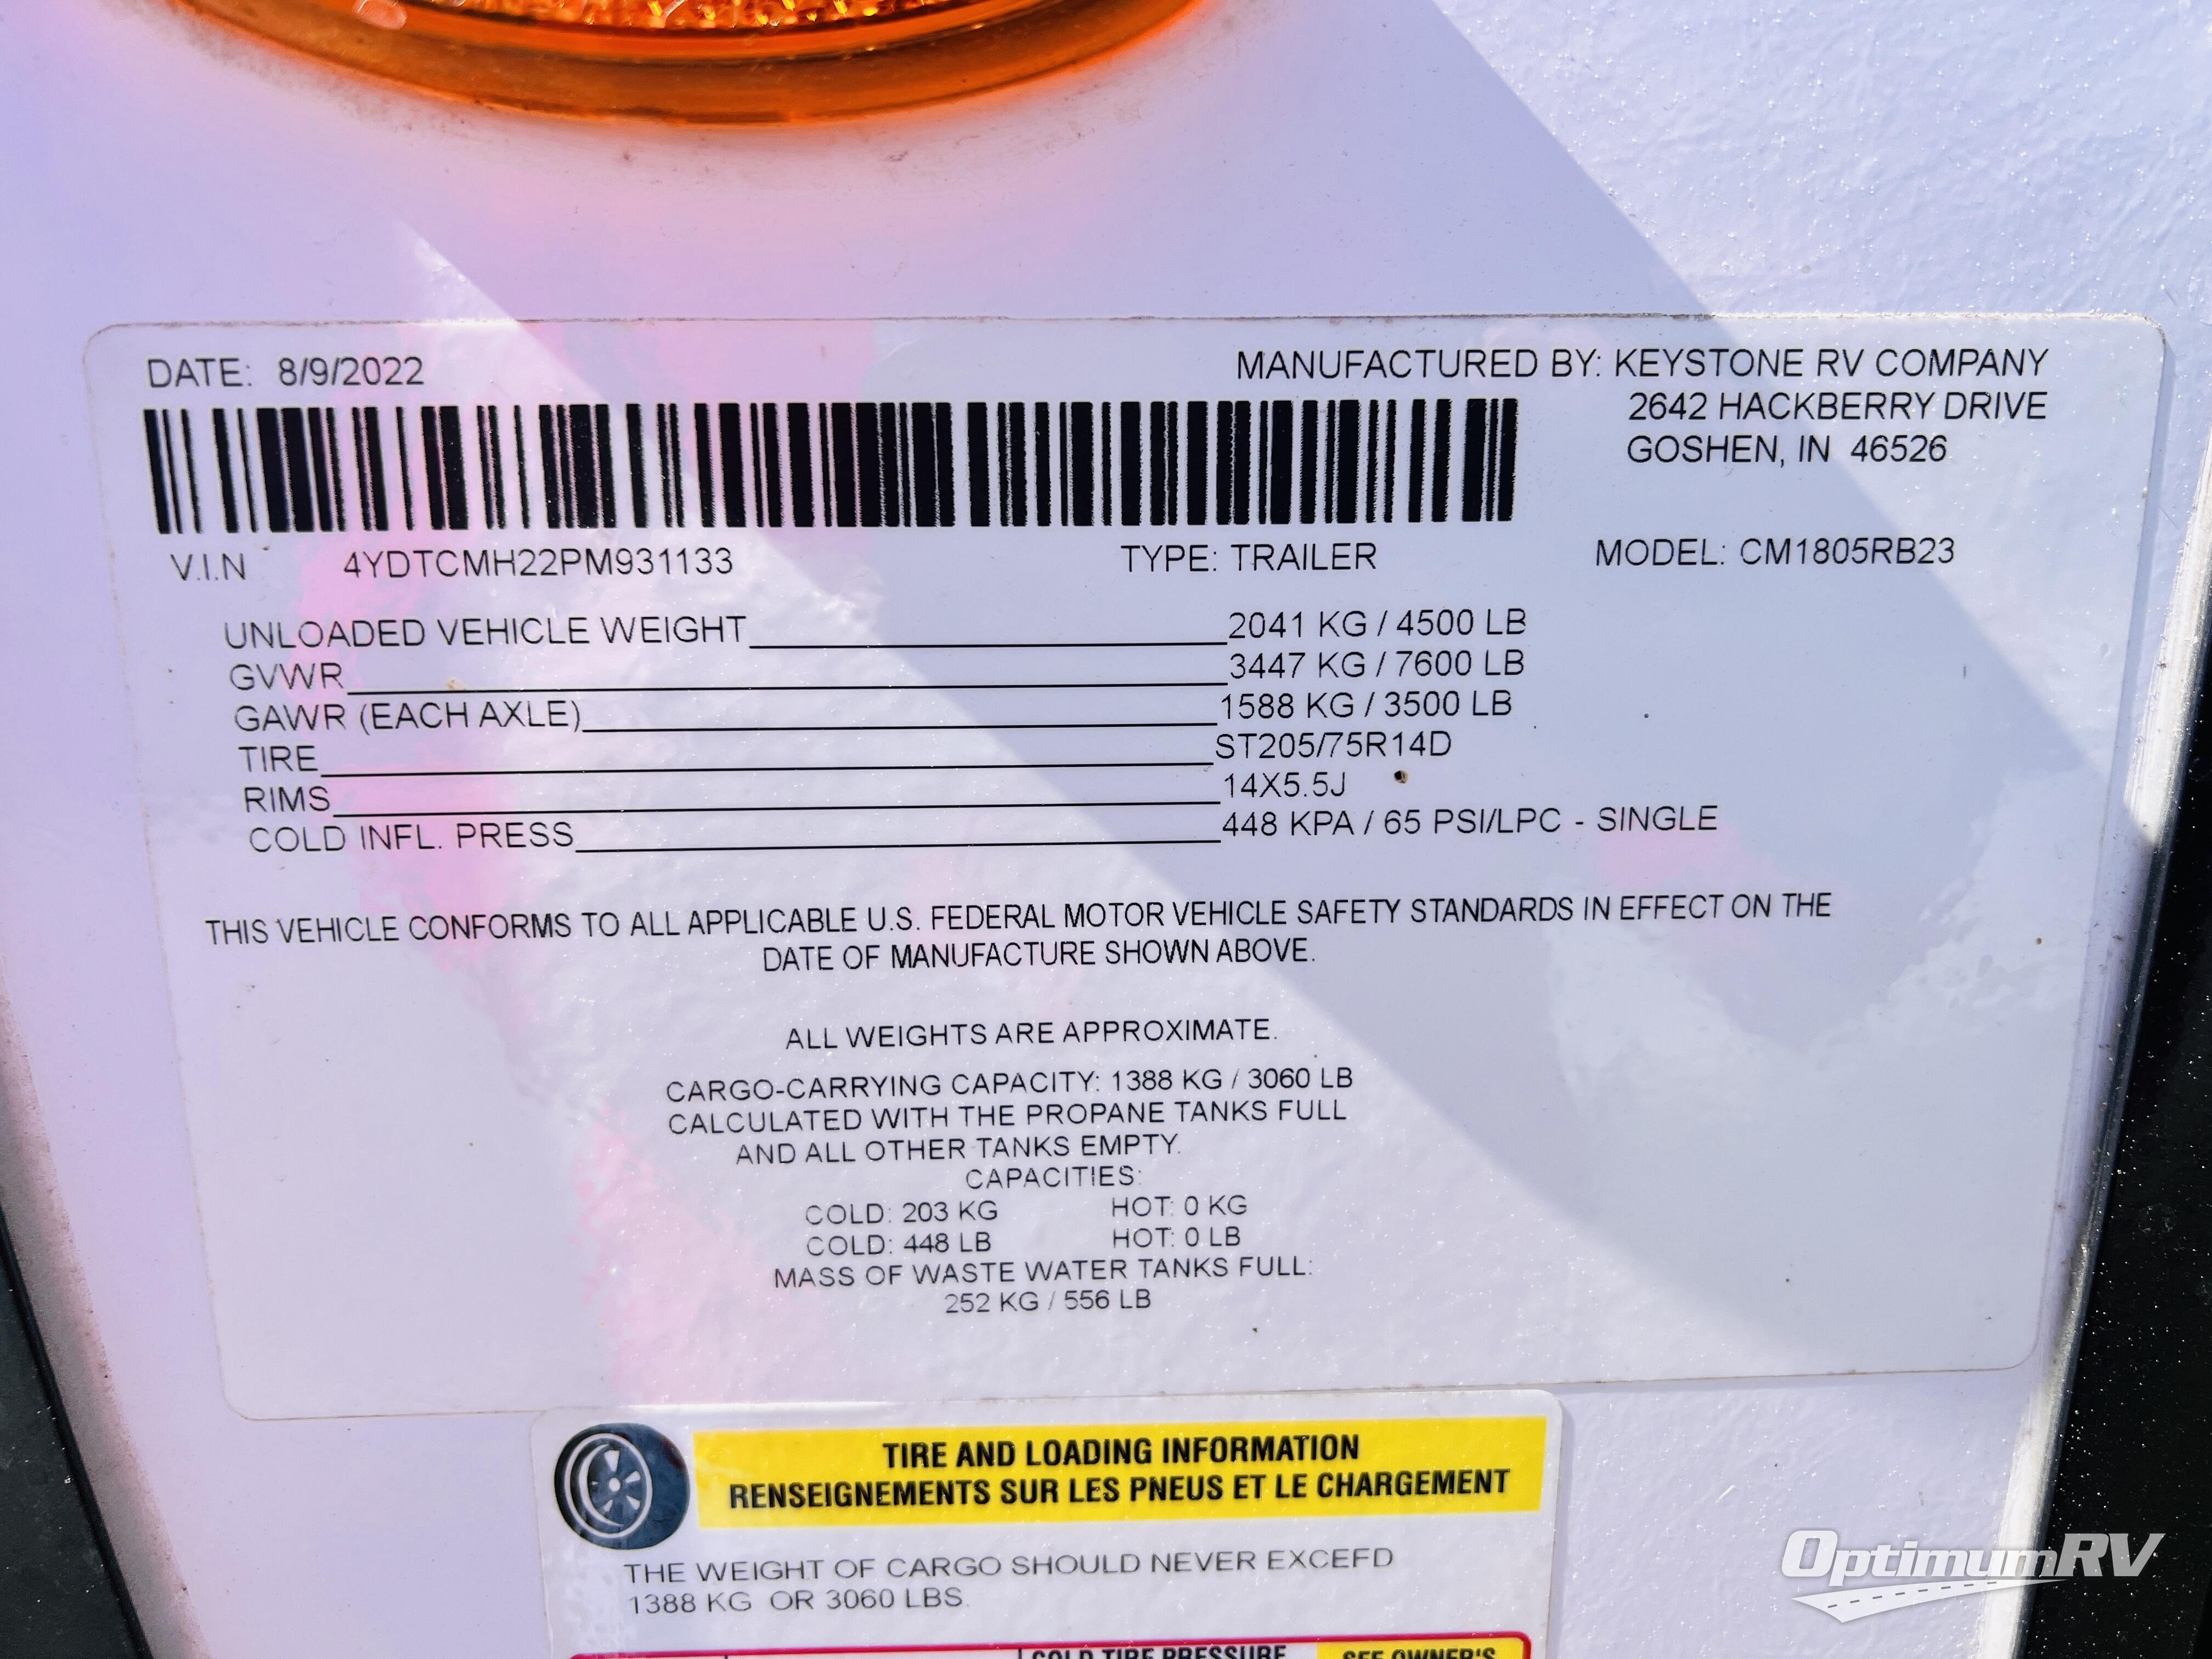 DATE: 8/9/2022
MANUFACTURED BY: KEYSTONE RV COMPANY
2642 HACKBERRY DRIVE
GOSHEN, IN 46526
V.I.N 4YDTCMH22PM931133 TYPE: TRAILER MODEL: CM1805RB23
UNLOADED VEHICLE WEIGHT 2041 KG / 4500 LB
GVWR 3447 KG / 7600 LB
GAWR (EACH AXLE) 1588 KG / 3500 LB
TIRE ST205/75R14D
RIMS 14X5.5J
COLD INFL. PRESS 448 KPA / 65 PSI/LPC - SINGLE
THIS VEHICLE CONFORMS TO ALL APPLICABLE U.S. FEDERAL MOTOR VEHICLE SAFETY STANDARDS IN EFFECT ON THE
DATE OF MANUFACTURE SHOWN ABOVE.
ALL WEIGHTS ARE APPROXIMATE.
CARGO-CARRYING CAPACITY: 1388 KG / 3060 LB
CALCULATED WITH THE PROPANE TANKS FULL
AND ALL OTHER TANKS EMPTY.
CAPACITIES:
COLD: 203 KG HOT: 0 KG
COLD: 448 LB HOT: 0 LB
MASS OF WASTE WATER TANKS FULL:
252 KG / 556 LB
TIRE AND LOADING INFORMATION
RENSEIGNEMENTS SUR LES PNEUS ET LE CHARGEMENT
THE WEIGHT OF CARGO SHOULD NEVER EXCEED
1388 KG OR 3060 LBS.
COLD TIRE PRESSURE SEE OWNER'S
OptimumRV